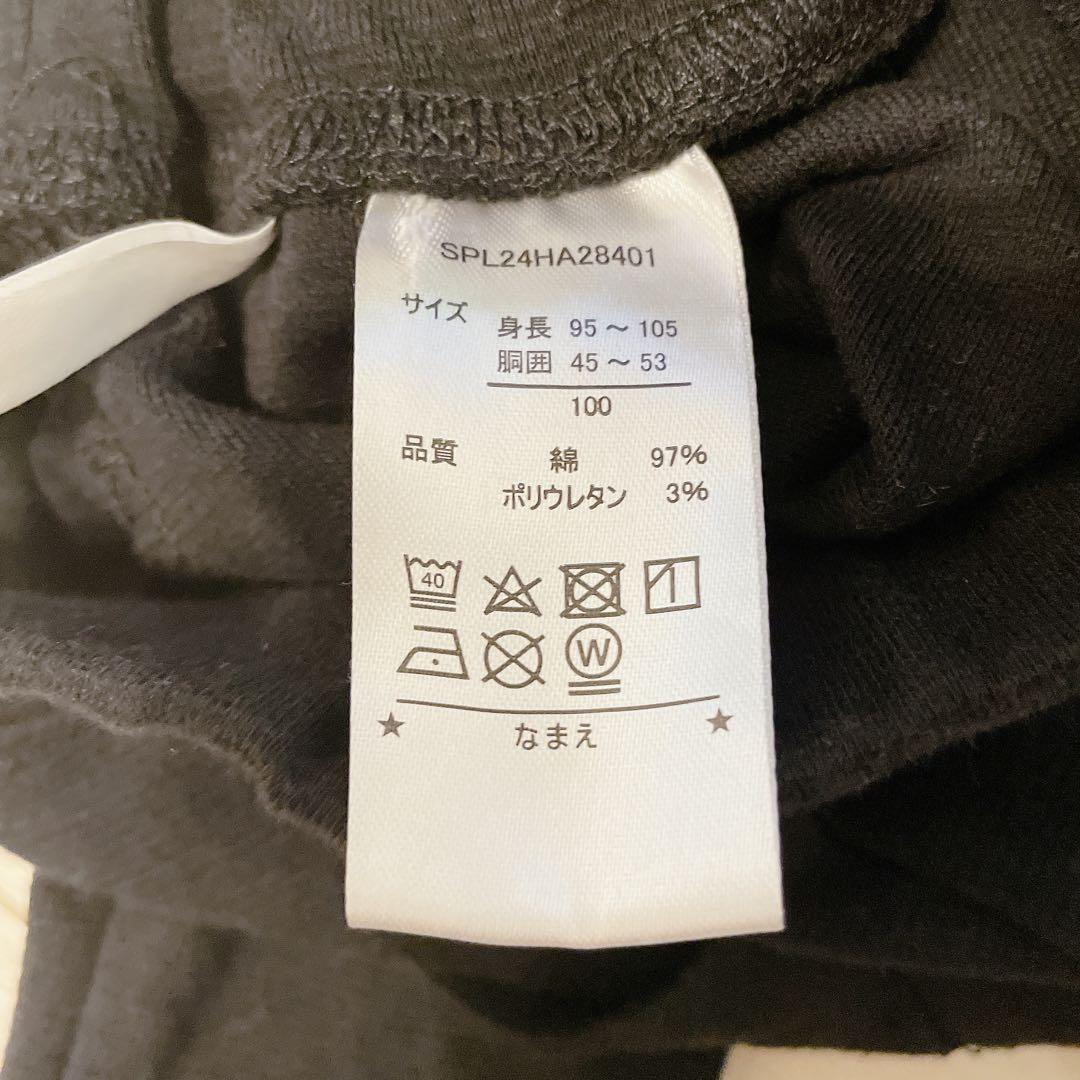 SPL24HA28401
サイズ
身長 95 ～ 105
胴囲 45 ～ 53
100
品質 綿 97%
ポリウレタン 3%
40
W
なまえ